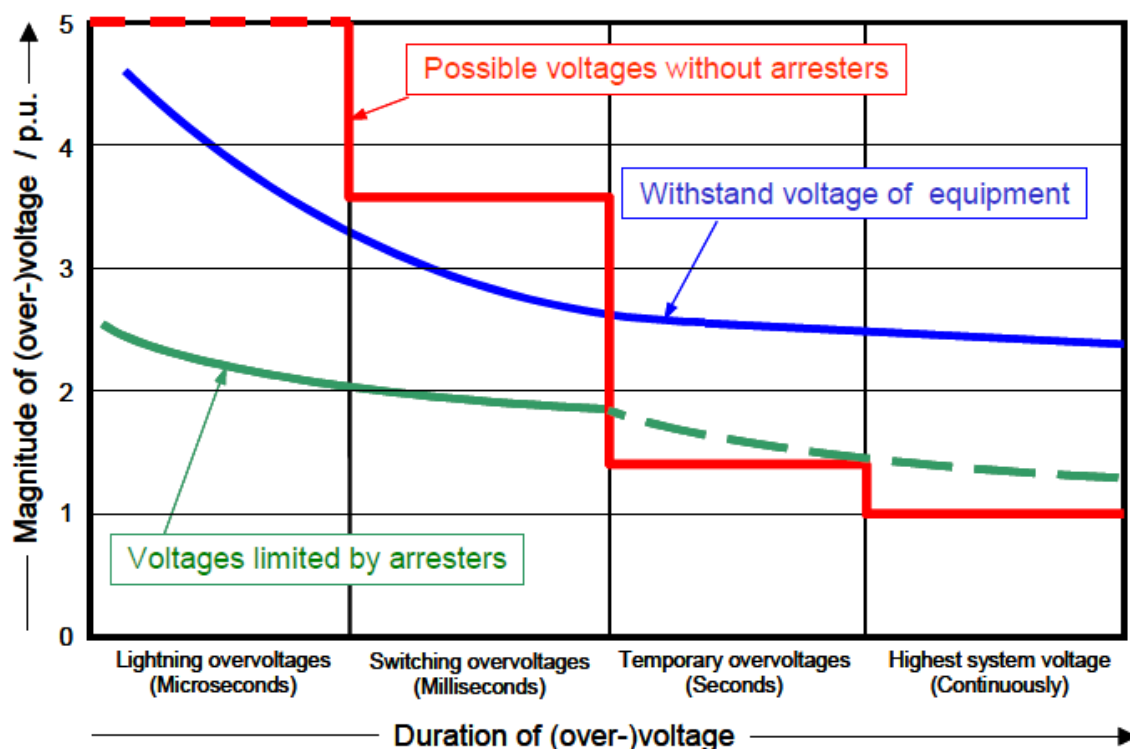 5
4
3
2
1
0
Magnitude of (over-)voltage / p.u.
Possible voltages without arresters
Withstand voltage of equipment
Voltages limited by arresters
Lightning overvoltages
(Microseconds)
Switching overvoltages
(Milliseconds)
Temporary overvoltages
(Seconds)
Highest system voltage
(Continuously)
Duration of (over-)voltage